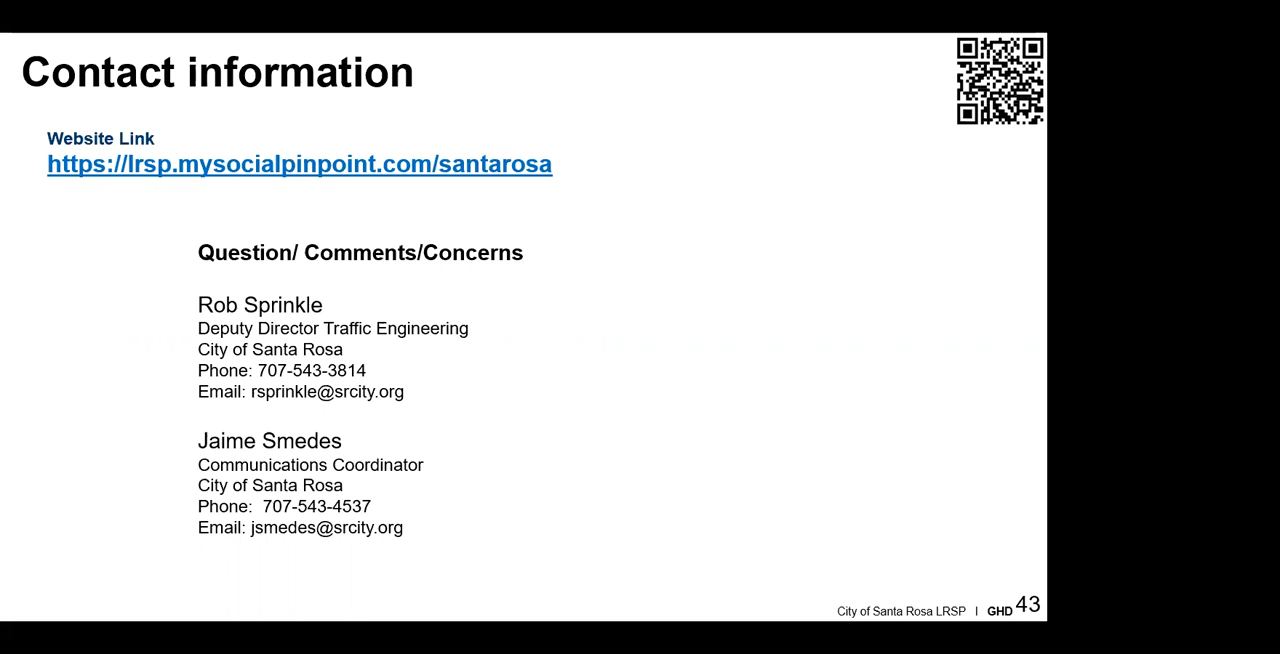 Contact information
Website Link
https://lrsp.mysocialpinpoint.com/santarosa
Question/ Comments/Concerns
Rob Sprinkle
Deputy Director Traffic Engineering
City of Santa Rosa
Phone: 707-543-3814
Email: rsprinkle@srcity.org
Jaime Smedes
Communications Coordinator
City of Santa Rosa
Phone:  707-543-4537
Email: jsmedes@srcity.org
City of Santa Rosa LRSP | GHD 43